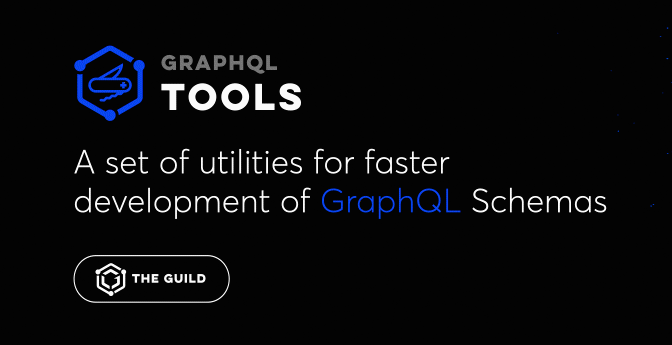 GRAPHQL
TOOLS
A set of utilities for faster
development of GraphQL Schemas
THE GUILD